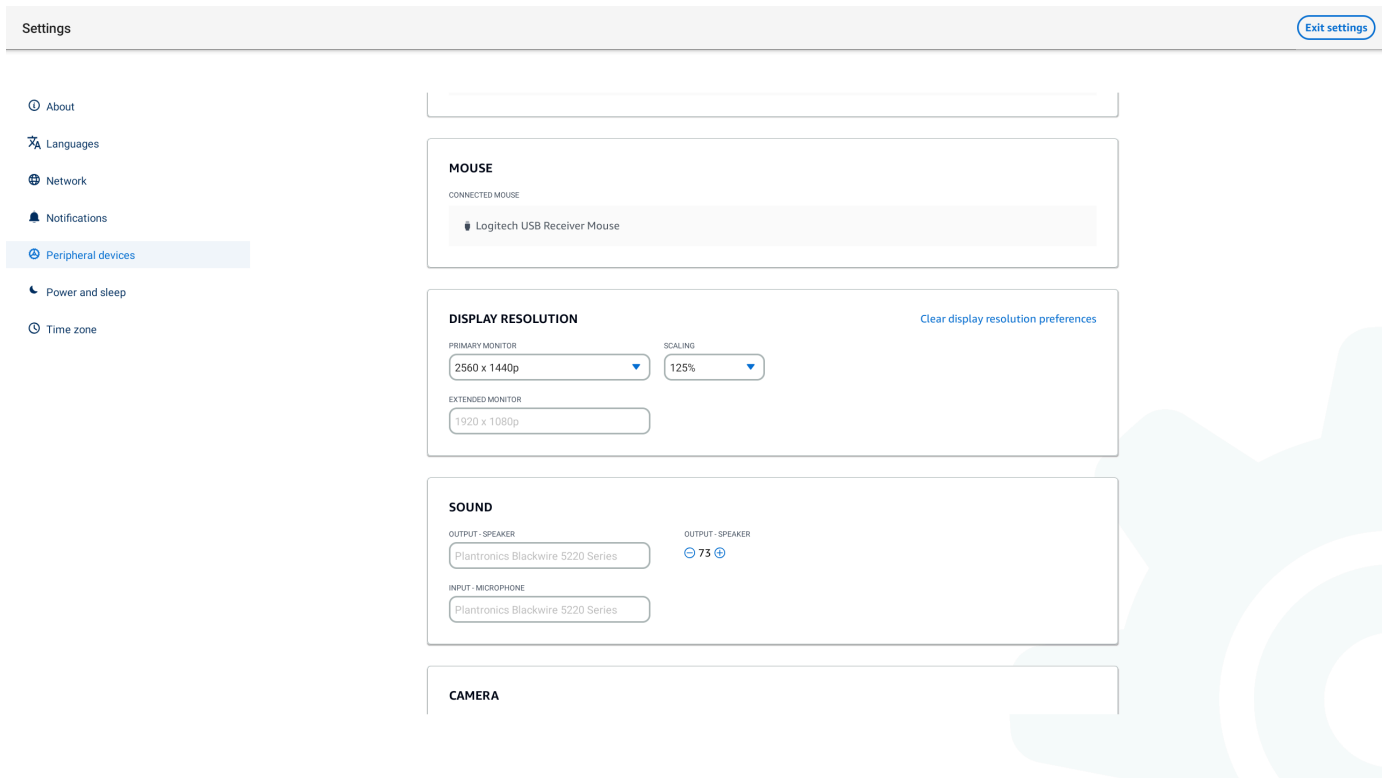 Settings
Exit settings
About
Languages
Network
Notifications
Peripheral devices
Power and sleep
Time zone
MOUSE
CONNECTED MOUSE
Logitech USB Receiver Mouse
DISPLAY RESOLUTION
Clear display resolution preferences
PRIMARY MONITOR
SCALING
2560 x 1440p
125%
EXTENDED MONITOR
1920 x 1080p
SOUND
OUTPUT - SPEAKER
OUTPUT - SPEAKER
Plantronics Blackwire 5220 Series
73
INPUT - MICROPHONE
Plantronics Blackwire 5220 Series
CAMERA